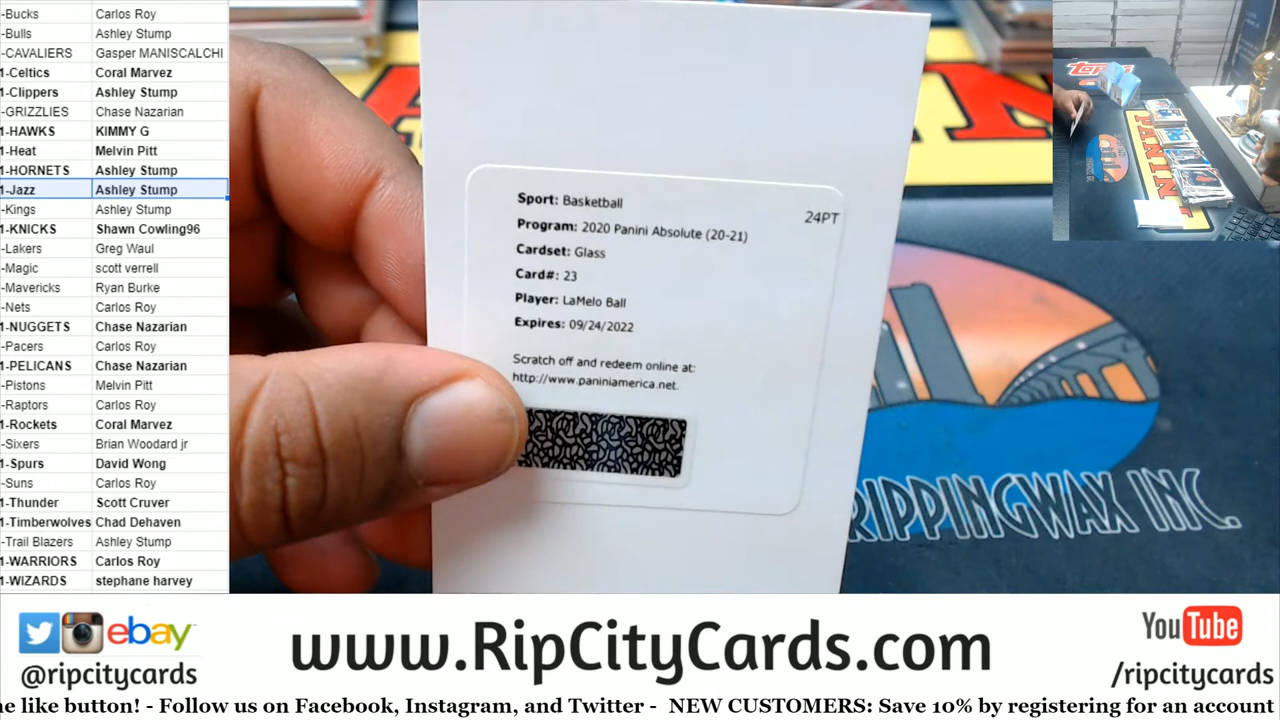 -Bucks Carlos Roy
-Bulls Ashley Stump
-CAVALIERS Gasper MANISCALCHI
1-Celtics Coral Marvez
1-Clippers Ashley Stump
-GRIZZLIES Chase Nazarian
1-HAWKS KIMMY G
1-Heat Melvin Pitt
1-HORNETS Ashley Stump
1-Jazz Ashley Stump
-Kings Ashley Stump
1-KNICKS Shawn Cowling96
-Lakers Greg Waul
-Magic scott verrell
-Mavericks Ryan Burke
-Nets Carlos Roy
1-NUGGETS Chase Nazarian
-Pacers Carlos Roy
1-PELICANS Chase Nazarian
-Pistons Melvin Pitt
-Raptors Carlos Roy
1-Rockets Coral Marvez
-Sixers Brian Woodard jr
1-Spurs David Wong
-Suns Carlos Roy
1-Thunder Scott Cruver
1-Timberwolves Chad Dehaven
-Trail Blazers Ashley Stump
1-WARRIORS Carlos Roy
1-WIZARDS stephane harvey
Sport: Basketball
24PT
Program: 2020 Panini Absolute (20-21)
Cardset: Glass
Card#: 23
Player: LaMelo Ball
Expires: 09/24/2022
Scratch off and redeem online at:
http://www.paniniamerica.net.
RIPPINGWAX INC.
Topps
PANINI
ebay
@ripcitycards
www.RipCityCards.com
YouTube
/ripcitycards
he like button! - Follow us on Facebook, Instagram, and Twitter - NEW CUSTOMERS: Save 10% by registering for an account